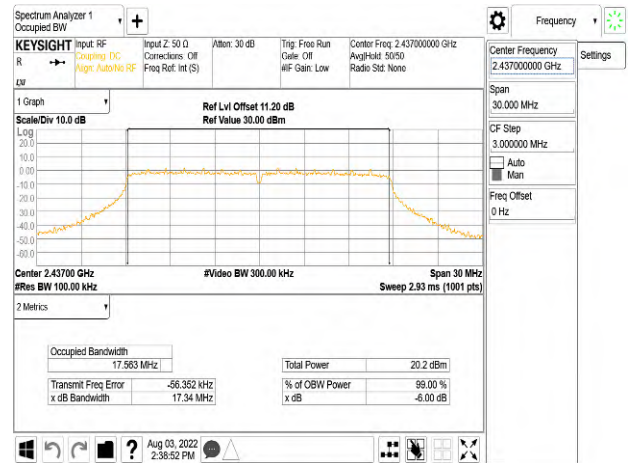 Spectrum Analyzer 1
Occupied BW
Frequency
KEYSIGHT
Input: RF
Coupling: DC
Align: Auto/No RF
Input Z: 50 Ω
Corrections: Off
Freq Ref: Int (S)
Atten: 30 dB
Trig: Free Run
Gate: Off
#IF Gain: Low
Center Freq: 2.437000000 GHz
Avg|Hold: 50/50
Radio Std: None
R
LXI
Center Frequency
2.437000000 GHz
Settings
Span
30.000 MHz
CF Step
3.000000 MHz
Auto
Man
Freq Offset
0 Hz
1 Graph
Scale/Div 10.0 dB
Ref Lvl Offset 11.20 dB
Ref Value 30.00 dBm
Log
20.0
10.0
0.00
-10.0
-20.0
-30.0
-40.0
-50.0
-60.0
Center 2.43700 GHz
#Res BW 100.00 kHz
#Video BW 300.00 kHz
Span 30 MHz
Sweep 2.93 ms (1001 pts)
2 Metrics
Occupied Bandwidth
17.563 MHz
Total Power 20.2 dBm
Transmit Freq Error -56.352 kHz
% of OBW Power 99.00 %
x dB Bandwidth 17.34 MHz
x dB -6.00 dB
Aug 03, 2022
2:38:52 PM